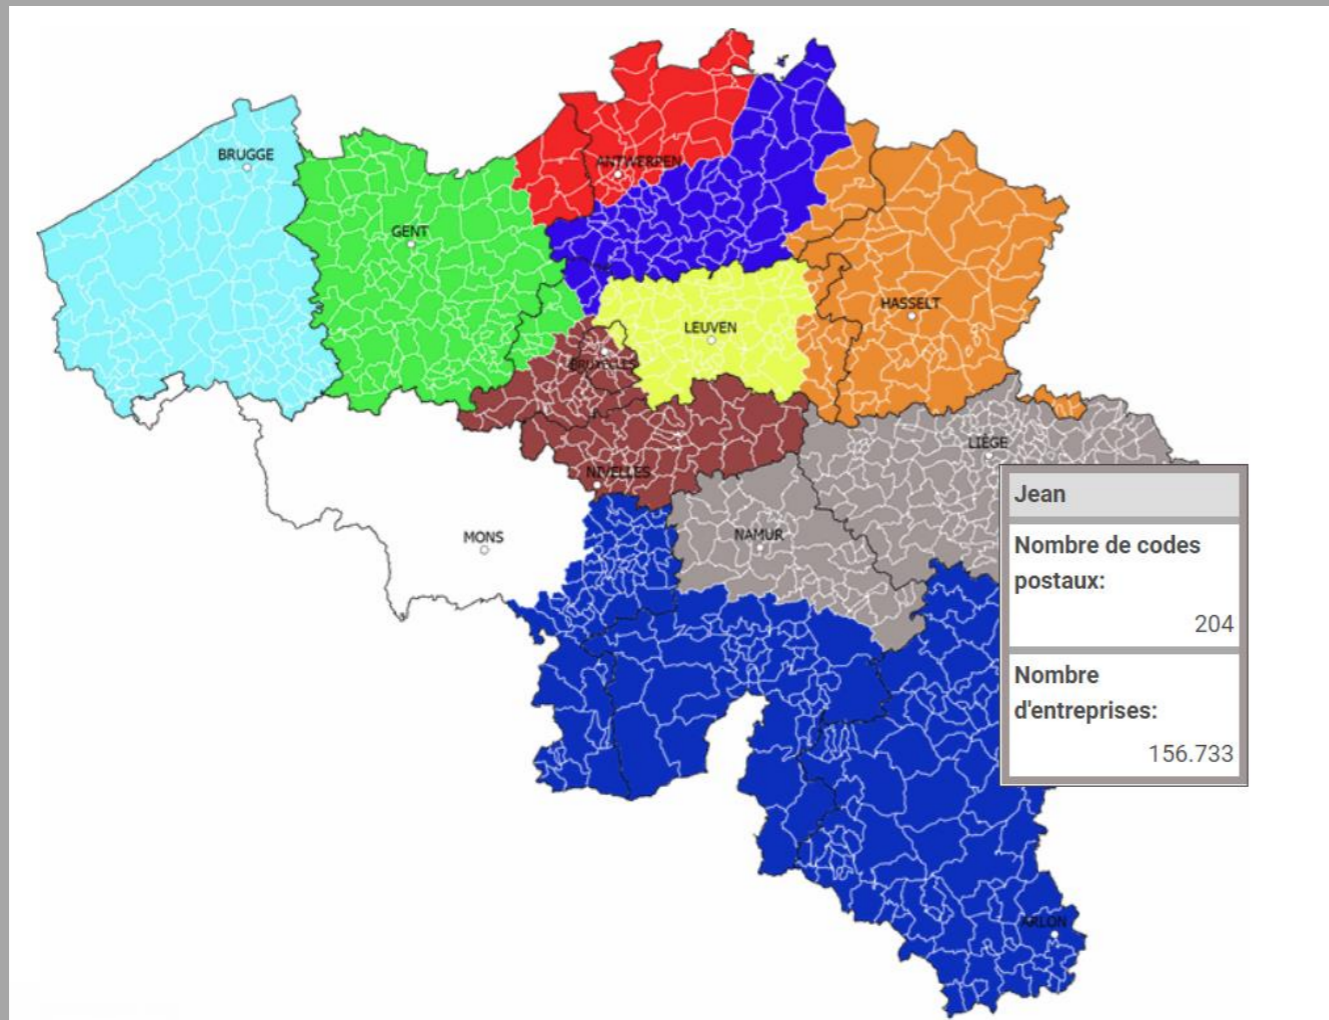 BRUGGE
ANTWERPEN
GENT
HASSELT
LEUVEN
BRUXELLES
LIÈGE
NIVELLES
Jean
MONS
NAMUR
Nombre de codes
postaux:
204
Nombre
d'entreprises:
156.733
ARLON